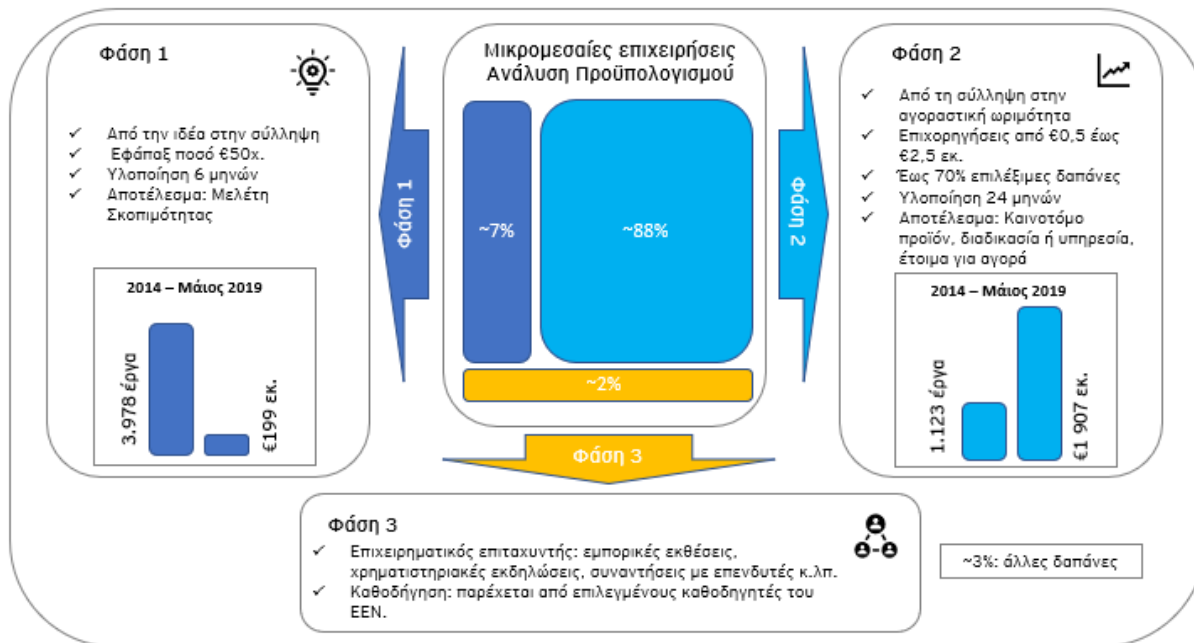 Φάση 1
✓ Από την ιδέα στην σύλληψη
✓ Εφάπαξ ποσό €50x.
✓ Υλοποίηση 6 μηνών
✓ Αποτέλεσμα: Μελέτη
Σκοπιμότητας
2014 – Μάιος 2019
3.978 έργα
€199 εκ.
Φάση 1
Μικρομεσαίες επιχειρήσεις
Ανάλυση Προϋπολογισμού
~7%
~88%
~2%
Φάση 2
Φάση 2
✓ Από τη σύλληψη στην
αγοραστική ωριμότητα
✓ Επιχορηγήσεις από €0,5 έως
€2,5 εκ.
✓ Έως 70% επιλέξιμες δαπάνες
✓ Υλοποίηση 24 μηνών
✓ Αποτέλεσμα: Καινοτόμο
προϊόν, διαδικασία ή υπηρεσία,
έτοιμα για αγορά
2014 – Μάιος 2019
1.123 έργα
€1 907 εκ.
Φάση 3
Φάση 3
✓ Επιχειρηματικός επιταχυντής: εμπορικές εκθέσεις,
χρηματιστηριακές εκδηλώσεις, συναντήσεις με επενδυτές κ.λπ.
✓ Καθοδήγηση: παρέχεται από επιλεγμένους καθοδηγητές του
ΕΕΝ.
~3%: άλλες δαπάνες